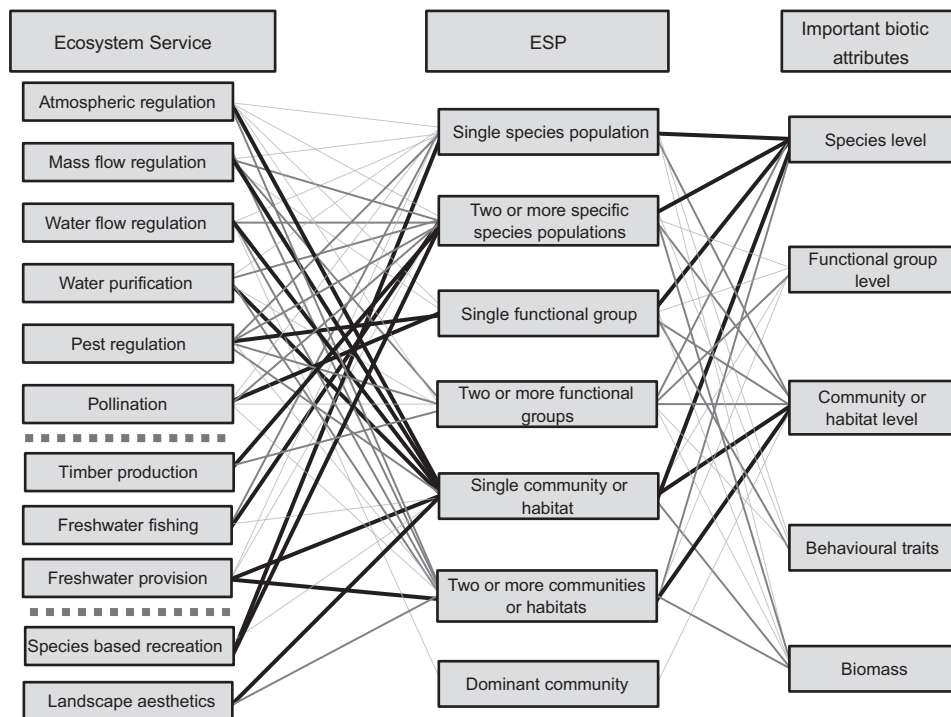 Ecosystem Service
Atmospheric regulation
Mass flow regulation
Water flow regulation
Water purification
Pest regulation
Pollination
Timber production
Freshwater fishing
Freshwater provision
Species based recreation
Landscape aesthetics
ESP
Single species population
Two or more specific
species populations
Single functional group
Two or more functional
groups
Single community or
habitat
Two or more communities
or habitats
Dominant community
Important biotic
attributes
Species level
Functional group
level
Community or
habitat level
Behavioural traits
Biomass